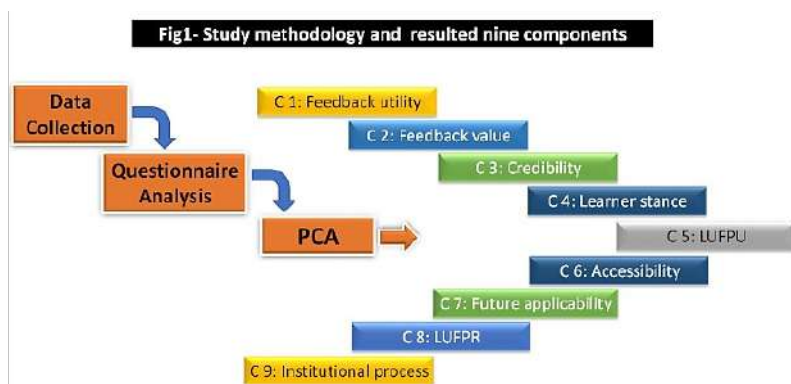 Fig1- Study methodology and resulted nine components
Data
Collection
Questionnaire
Analysis
PCA
C 1: Feedback utility
C 2: Feedback value
C 3: Credibility
C 4: Learner stance
C 5: LUFPU
C 6: Accessibility
C 7: Future applicability
C 8: LUFPR
C 9: Institutional process